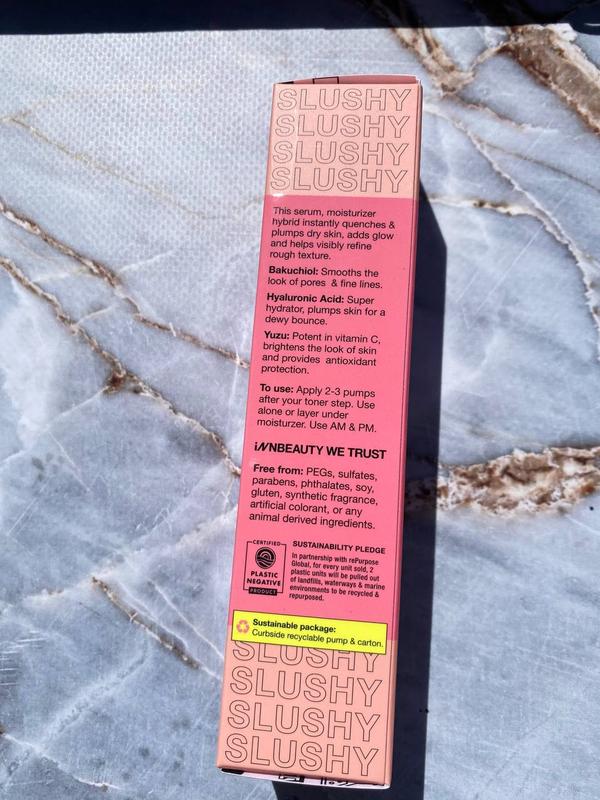 SLUSHY
SLUSHY
SLUSHY
SLUSHY
This serum, moisturizer
hybrid instantly quenches &
plumps dry skin, adds glow
and helps visibly refine
rough texture.
Bakuchiol: Smooths the
look of pores & fine lines.
Hyaluronic Acid: Super
hydrator, plumps skin for a
dewy bounce.
Yuzu: Potent in vitamin C,
brightens the look of skin
and provides antioxidant
protection.
To use: Apply 2-3 pumps
after your toner step. Use
alone or layer under
moisturzer. Use AM & PM.
iNNBEAUTY WE TRUST
Free from: PEGs, sulfates,
parabens, phthalates, soy,
gluten, synthetic fragrance,
artificial colorant, or any
animal derived ingredients.
CERTIFIED
PLASTIC
NEGATIVE
PRODUCT
SUSTAINABILITY PLEDGE
In partnership with rePurpose
Global, for every unit sold, 2
plastic units will be pulled out
of landfills, waterways & marine
environments to be recycled &
repurposed.
Sustainable package:
Curbside recyclable pump & carton.
SLUSHY
SLUSHY
SLUSHY
SLUSHY